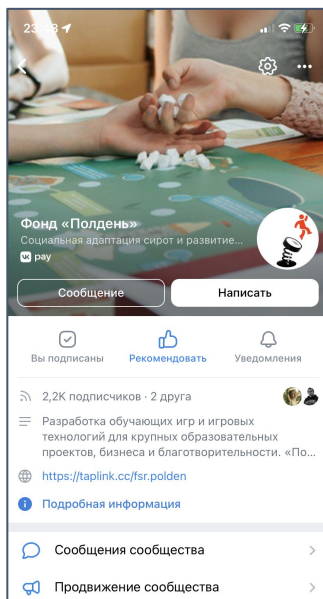 Фонд «Полдень»
Социальная адаптация сирот и развитие...
pay
Сообщение
Написать
Вы подписаны
Рекомендовать
Уведомления
2,2K подписчиков · 2 друга
Разработка обучающих игр и игровых
технологий для крупных образовательных
проектов, бизнеса и благотворительности. «По...
https://taplink.cc/fsr.polden
Подробная информация
Сообщения сообщества
Продвижение сообщества